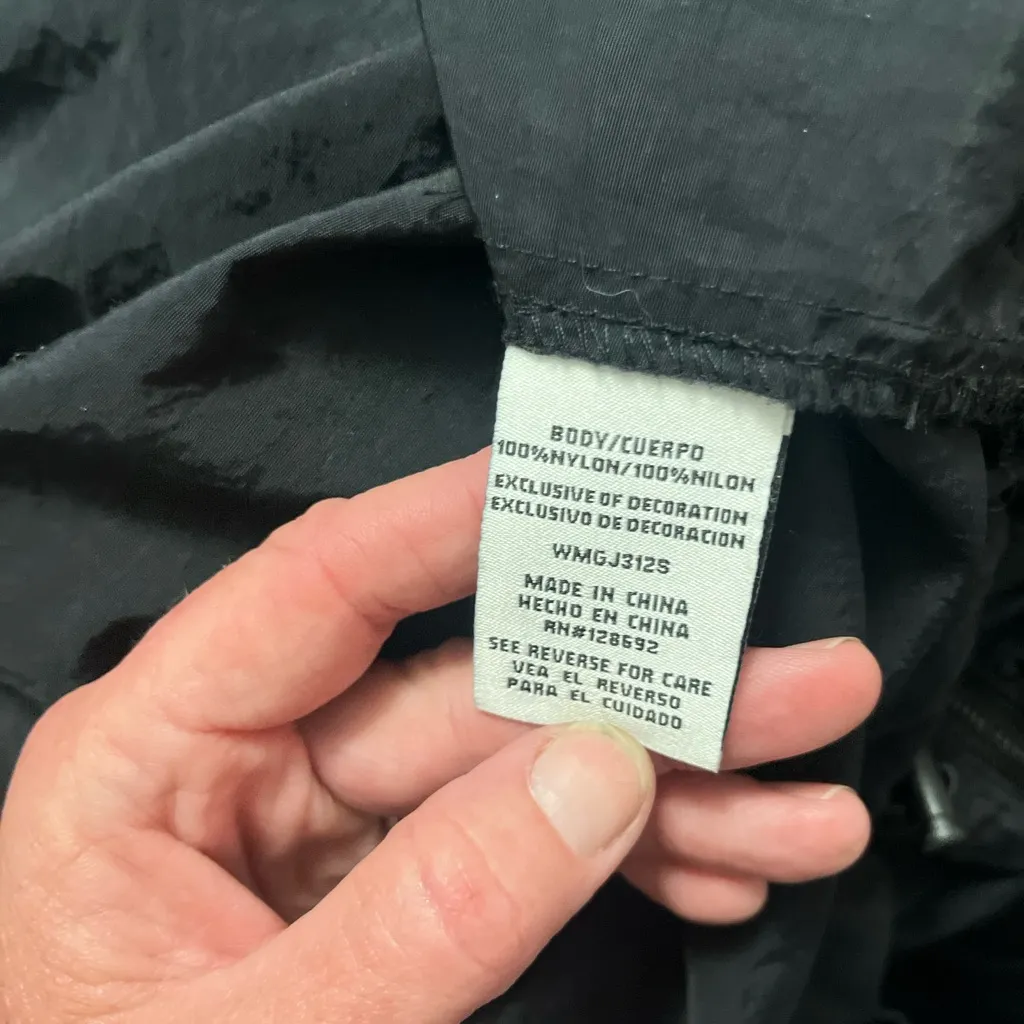 BODY/CUERPO
100%NYLON/100%NILON
EXCLUSIVE OF DECORATION
EXCLUSIVO DE DECORACION
WMGJ312S
MADE IN CHINA
HECHO EN CHINA
RN#128692
SEE REVERSE FOR CARE
VEA EL REVERSO
PARA EL CUIDADO